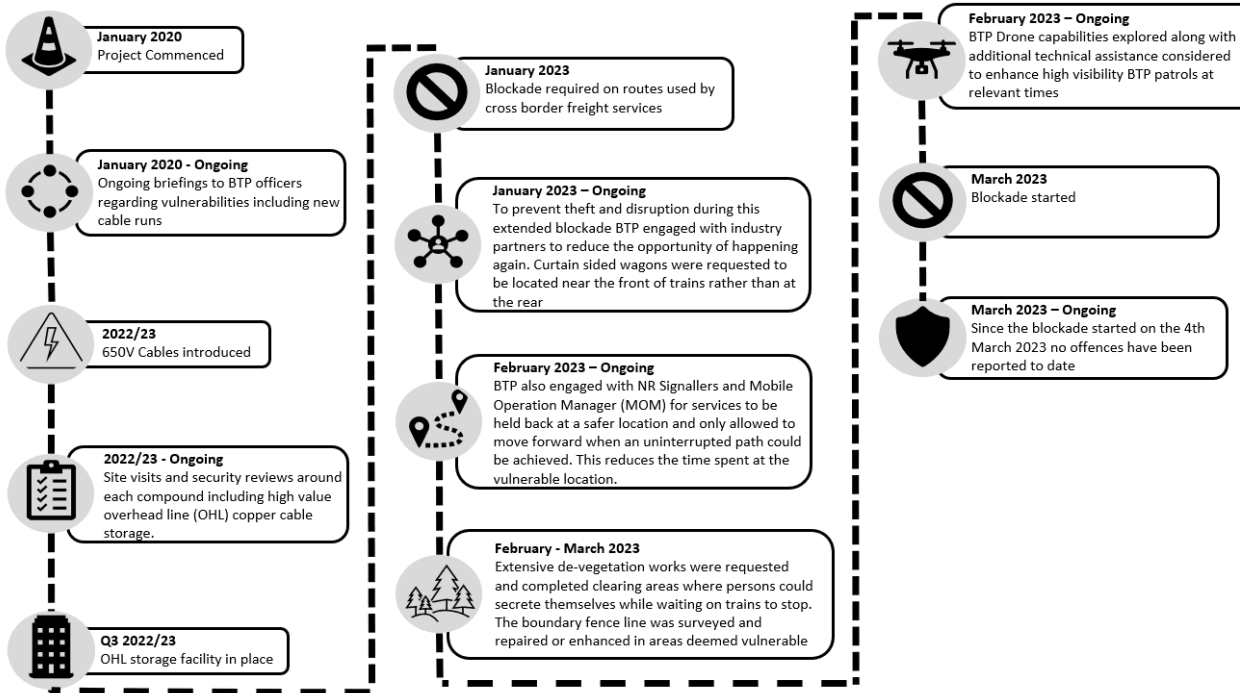 January 2020
Project Commenced
January 2020 - Ongoing
Ongoing briefings to BTP officers
regarding vulnerabilities including new
cable runs
2022/23
650V Cables introduced
2022/23 - Ongoing
Site visits and security reviews around
each compound including high value
overhead line (OHL) copper cable
storage.
Q3 2022/23
OHL storage facility in place
January 2023
Blockade required on routes used by
cross border freight services
January 2023 – Ongoing
To prevent theft and disruption during this
extended blockade BTP engaged with industry
partners to reduce the opportunity of happening
again. Curtain sided wagons were requested to
be located near the front of trains rather than at
the rear
February 2023 – Ongoing
BTP also engaged with NR Signallers and Mobile
Operation Manager (MOM) for services to be
held back at a safer location and only allowed to
move forward when an uninterrupted path could
be achieved. This reduces the time spent at the
vulnerable location.
February - March 2023
Extensive de-vegetation works were requested
and completed clearing areas where persons could
secrete themselves while waiting on trains to stop.
The boundary fence line was surveyed and
repaired or enhanced in areas deemed vulnerable
February 2023 – Ongoing
BTP Drone capabilities explored along with
additional technical assistance considered
to enhance high visibility BTP patrols at
relevant times
March 2023
Blockade started
March 2023 – Ongoing
Since the blockade started on the 4th
March 2023 no offences have been
reported to date